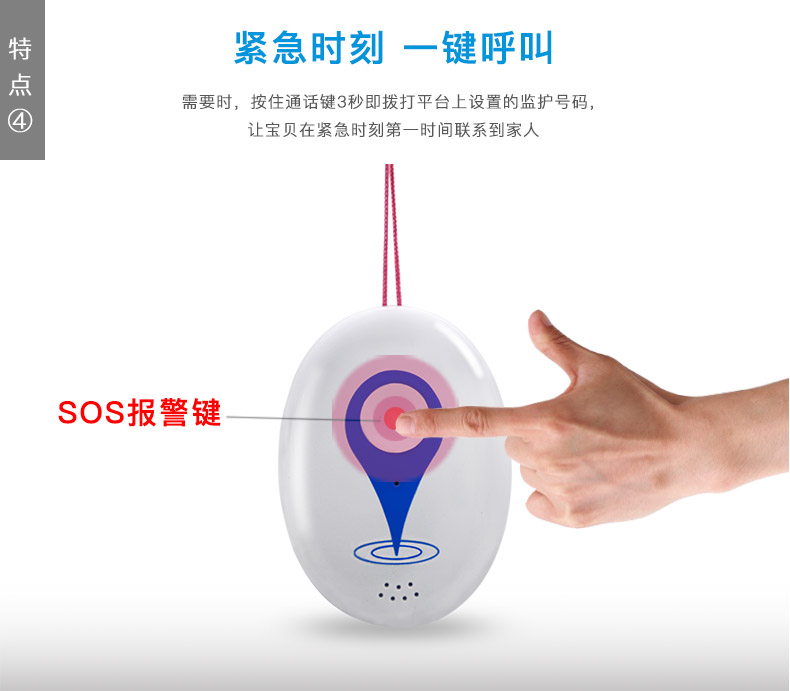 特
点
④
紧急时刻 一键呼叫
需要时，按住通话键3秒即拨打平台上设置的监护号码，
让宝贝在紧急时刻第一时间联系到家人
SOS报警键